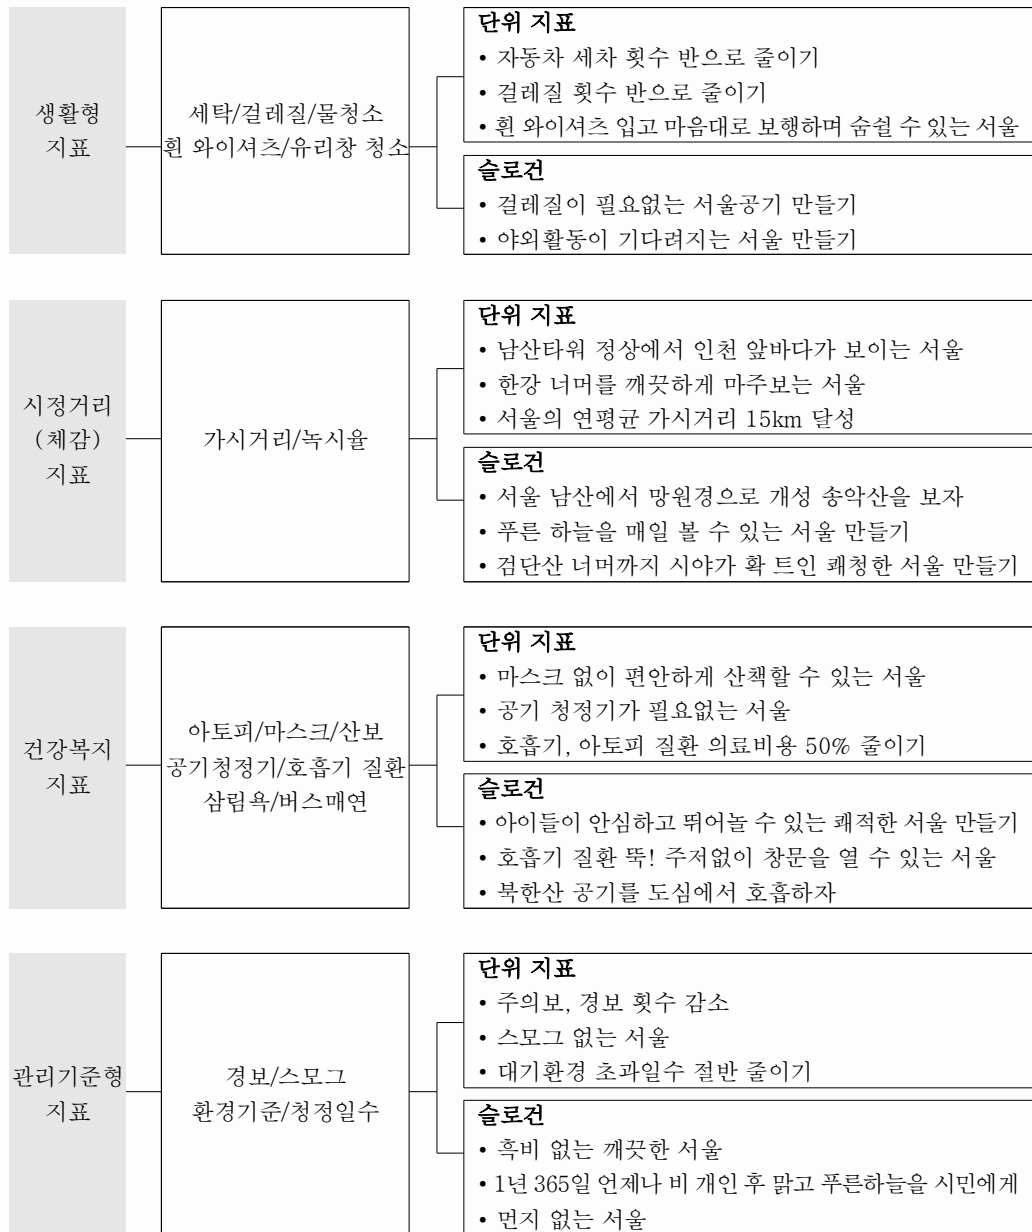 생활형
지표
세탁/걸레질/물청소
흰 와이셔츠/유리창 청소
단위 지표
• 자동차 세차 횟수 반으로 줄이기
• 걸레질 횟수 반으로 줄이기
• 흰 와이셔츠 입고 마음대로 보행하며 숨쉴 수 있는 서울
슬로건
• 걸레질이 필요없는 서울공기 만들기
• 야외활동이 기다려지는 서울 만들기
시정거리
(체감)
지표
가시거리/녹시율
단위 지표
• 남산타워 정상에서 인천 앞바다가 보이는 서울
• 한강 너머를 깨끗하게 마주보는 서울
• 서울의 연평균 가시거리 15km 달성
슬로건
• 서울 남산에서 망원경으로 개성 송악산을 보자
• 푸른 하늘을 매일 볼 수 있는 서울 만들기
• 검단산 너머까지 시야가 확 트인 쾌청한 서울 만들기
건강복지
지표
아토피/마스크/산보
공기청정기/호흡기 질환
삼림욕/버스매연
단위 지표
• 마스크 없이 편안하게 산책할 수 있는 서울
• 공기 청정기가 필요없는 서울
• 호흡기, 아토피 질환 의료비용 50% 줄이기
슬로건
• 아이들이 안심하고 뛰어놀 수 있는 쾌적한 서울 만들기
• 호흡기 질환 뚝! 주저없이 창문을 열 수 있는 서울
• 북한산 공기를 도심에서 호흡하자
관리기준형
지표
경보/스모그
환경기준/청정일수
단위 지표
• 주의보, 경보 횟수 감소
• 스모그 없는 서울
• 대기환경 초과일수 절반 줄이기
슬로건
• 흑비 없는 깨끗한 서울
• 1년 365일 언제나 비 개인 후 맑고 푸른하늘을 시민에게
• 먼지 없는 서울